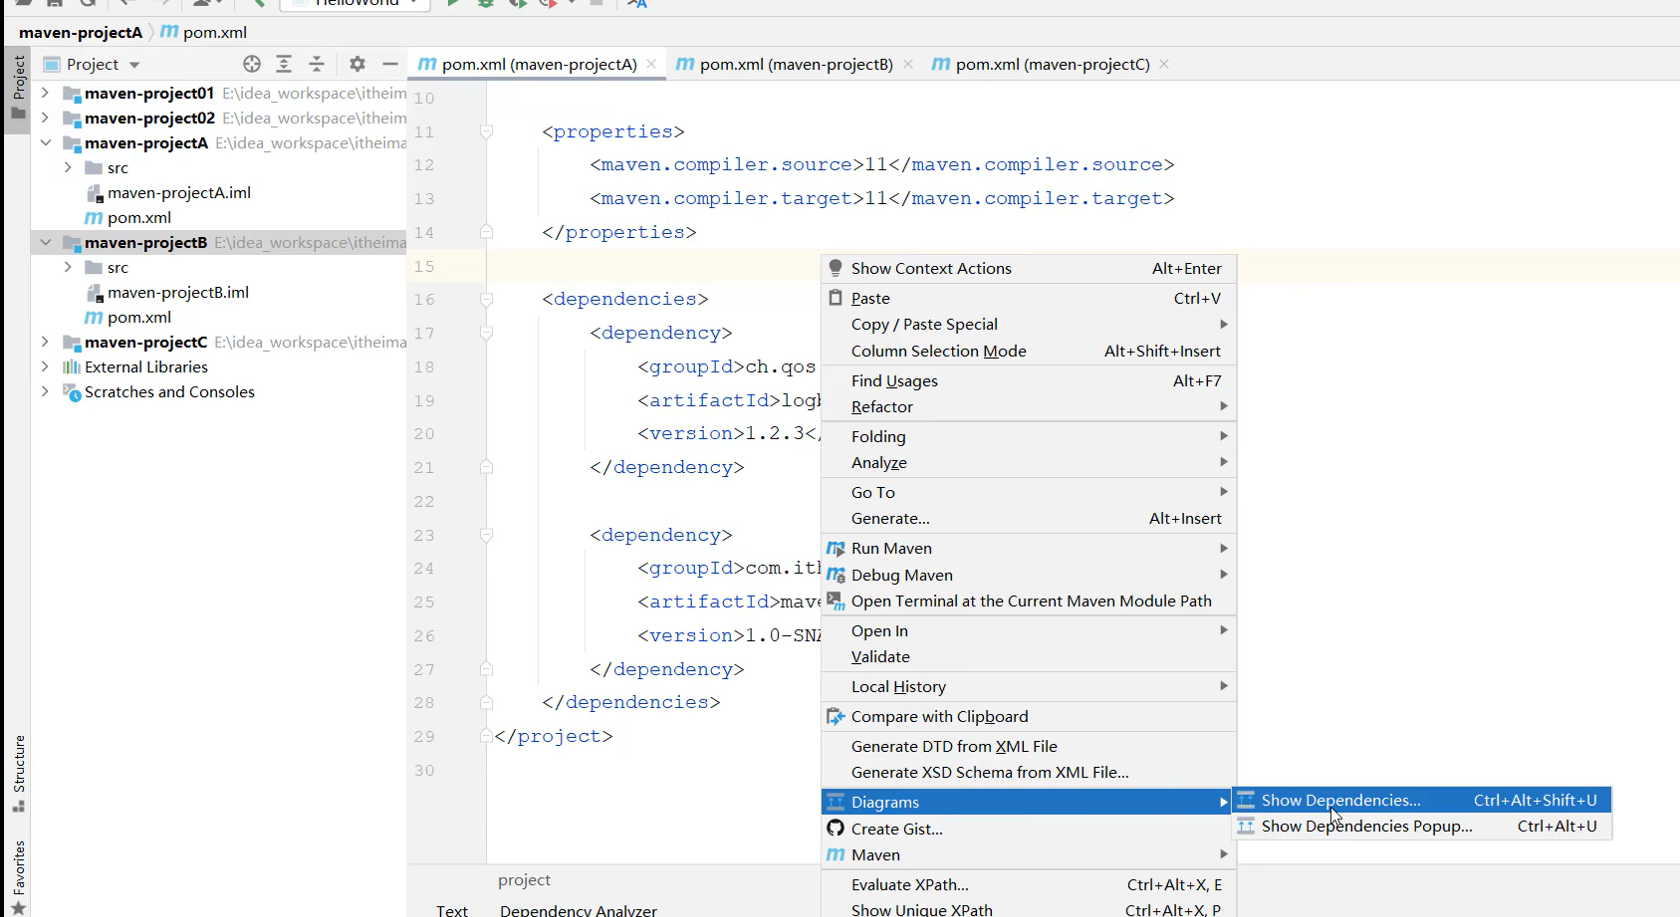 HelloWorld
maven-projectA
pom.xml
Project
pom.xml (maven-projectA)
pom.xml (maven-projectB)
pom.xml (maven-projectC)
Project
maven-project01 E:\idea_workspace\itheima
maven-project02 E:\idea_workspace\itheima
maven-projectA E:\idea_workspace\itheima
src
maven-projectA.iml
pom.xml
maven-projectB E:\idea_workspace\itheima
src
maven-projectB.iml
pom.xml
maven-projectC E:\idea_workspace\itheima
External Libraries
Scratches and Consoles
Structure
Favorites
10
11 <properties>
12 <maven.compiler.source>11</maven.compiler.source>
13 <maven.compiler.target>11</maven.compiler.target>
14 </properties>
15
16 <dependencies>
17 <dependency>
18 <groupId>ch.qos
19 <artifactId>logb
20 <version>1.2.3</
21 </dependency>
22
23 <dependency>
24 <groupId>com.ith
25 <artifactId>mave
26 <version>1.0-SNA
27 </dependency>
28 </dependencies>
29 </project>
30
project
Text
Dependency Analyzer
Show Context Actions Alt+Enter
Paste Ctrl+V
Copy / Paste Special
Column Selection Mode Alt+Shift+Insert
Find Usages Alt+F7
Refactor
Folding
Analyze
Go To
Generate... Alt+Insert
Run Maven
Debug Maven
Open Terminal at the Current Maven Module Path
Open In
Validate
Local History
Compare with Clipboard
Generate DTD from XML File
Generate XSD Schema from XML File...
Diagrams
Create Gist...
Maven
Evaluate XPath... Ctrl+Alt+X, E
Show Unique XPath Ctrl+Alt+X, P
Show Dependencies... Ctrl+Alt+Shift+U
Show Dependencies Popup... Ctrl+Alt+U